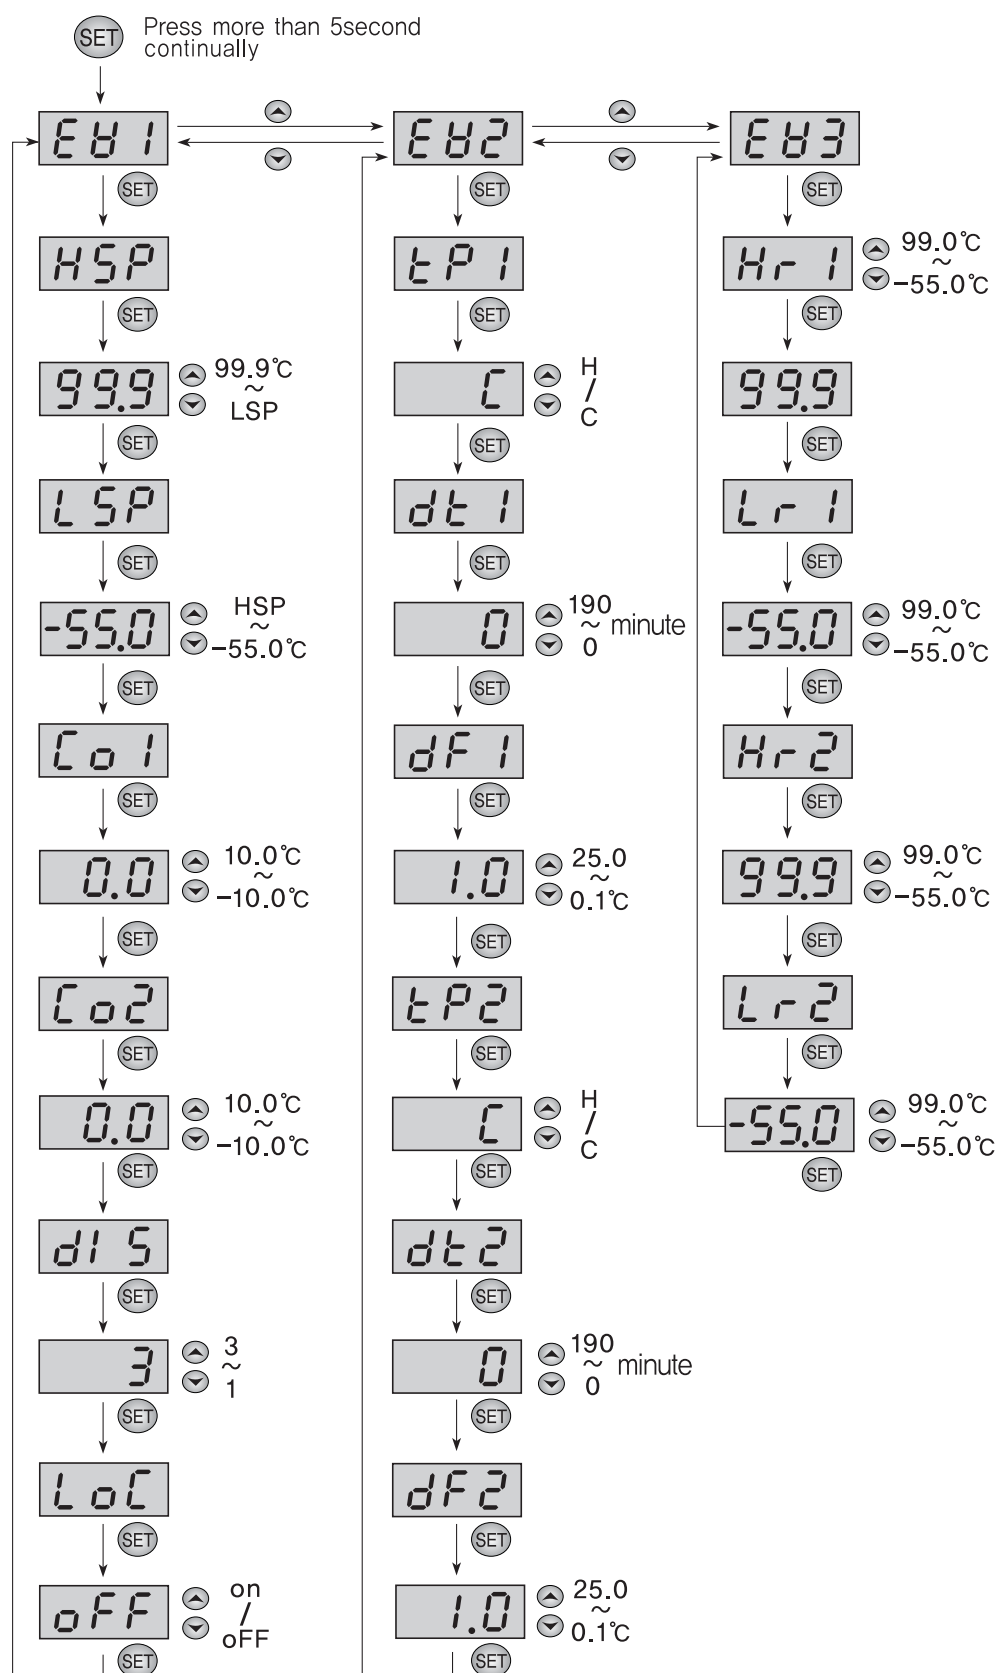 SET Press more than 5second
continually
EA1
SET
HSP
SET
99.9 99.9℃ ~ LSP
SET
LSP
SET
-55.0 HSP ~ -55.0℃
SET
Co1
SET
0.0 10.0℃ ~ -10.0℃
SET
Co2
SET
0.0 10.0℃ ~ -10.0℃
SET
dIS
SET
3 3 ~ 1
SET
LoC
SET
oFF on / oFF
SET
EA2
SET
tP1
SET
C H / C
SET
dt1
SET
0 190 ~ 0 minute
SET
dF1
SET
1.0 25.0 ~ 0.1℃
SET
tP2
SET
C H / C
SET
dt2
SET
0 190 ~ 0 minute
SET
dF2
SET
1.0 25.0 ~ 0.1℃
SET
EA3
SET
Hr1 99.0℃ ~ -55.0℃
SET
99.9
SET
Lr1
SET
-55.0 99.0℃ ~ -55.0℃
SET
Hr2
SET
99.9 99.0℃ ~ -55.0℃
SET
Lr2
SET
-55.0 99.0℃ ~ -55.0℃
SET